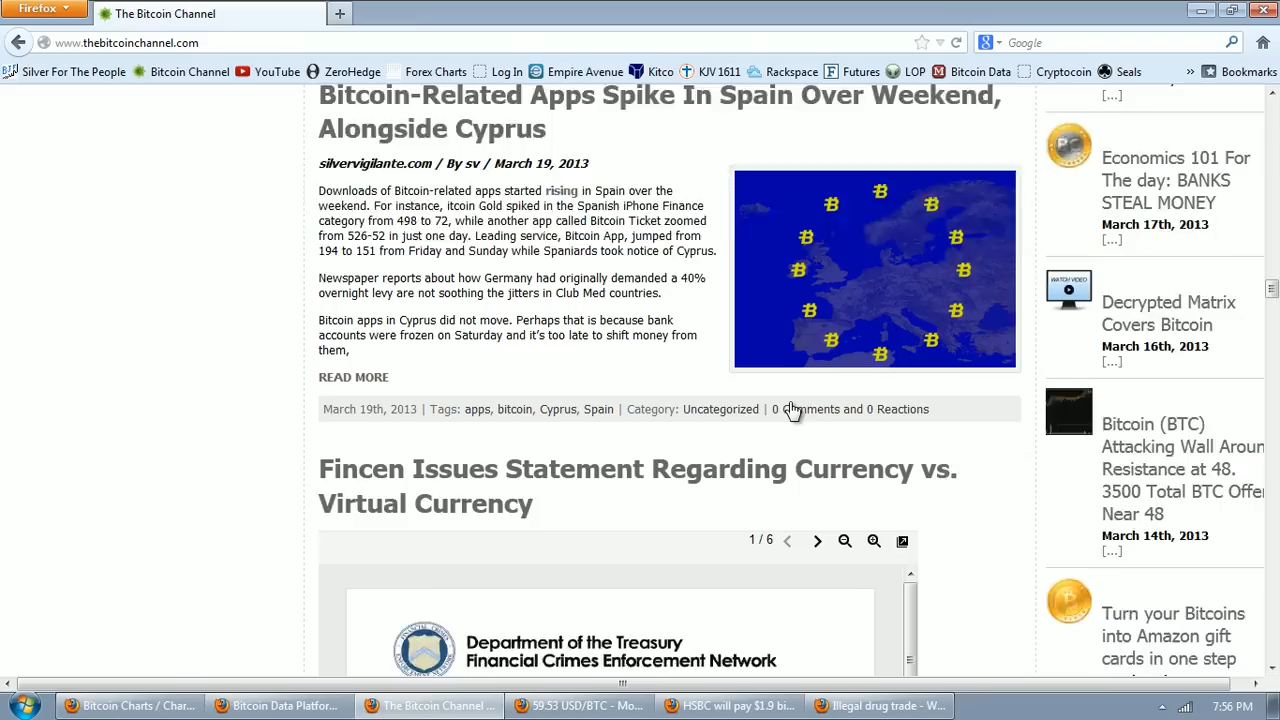 Firefox
The Bitcoin Channel
www.thebitcoinchannel.com
Google
Silver For The People
Bitcoin Channel
YouTube
ZeroHedge
Forex Charts
Log In
Empire Avenue
Kitco
KJV 1611
Rackspace
Futures
LOP
Bitcoin Data
Cryptocoin
Seals
»
Bookmarks
Bitcoin-Related Apps Spike In Spain Over Weekend,
Alongside Cyprus
silvervigilante.com / By sv / March 19, 2013
Downloads of Bitcoin-related apps started rising in Spain over the
weekend. For instance, itcoin Gold spiked in the Spanish iPhone Finance
category from 498 to 72, while another app called Bitcoin Ticket zoomed
from 526-52 in just one day. Leading service, Bitcoin App, jumped from
194 to 151 from Friday and Sunday while Spaniards took notice of Cyprus.
Newspaper reports about how Germany had originally demanded a 40%
overnight levy are not soothing the jitters in Club Med countries.
Bitcoin apps in Cyprus did not move. Perhaps that is because bank
accounts were frozen on Saturday and it's too late to shift money from
them,
READ MORE
March 19th, 2013 | Tags: apps, bitcoin, Cyprus, Spain | Category: Uncategorized | 0 Comments and 0 Reactions
Fincen Issues Statement Regarding Currency vs.
Virtual Currency
1 / 6
Department of the Treasury
Financial Crimes Enforcement Network
[...]
Economics 101 For
The day: BANKS
STEAL MONEY
March 17th, 2013
[...]
WATCH VIDEO
Decrypted Matrix
Covers Bitcoin
March 16th, 2013
[...]
Bitcoin (BTC)
Attacking Wall Aroun
Resistance at 48.
3500 Total BTC Offe
Near 48
March 14th, 2013
[...]
Turn your Bitcoins
into Amazon gift
cards in one step
Bitcoin Charts / Char...
Bitcoin Data Platfor...
The Bitcoin Channel ...
59.53 USD/BTC - Mo...
HSBC will pay $1.9 bi...
Illegal drug trade - W...
7:56 PM